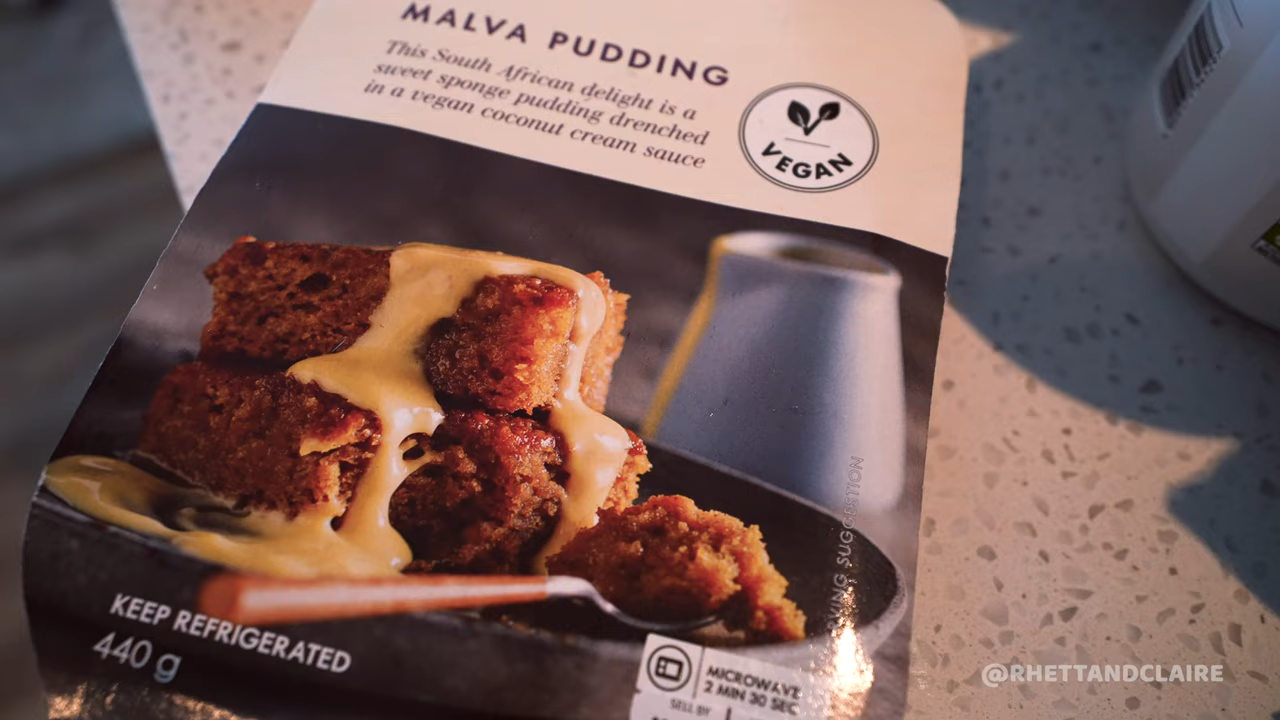 MALVA PUDDING
This South African delight is a
sweet sponge pudding drenched
in a vegan coconut cream sauce
VEGAN
SUGGESTION
KEEP REFRIGERATED
440 g
MICROWAVE
2 MIN 30 SEC
SELL BY
@RHETTANDCLAIRE